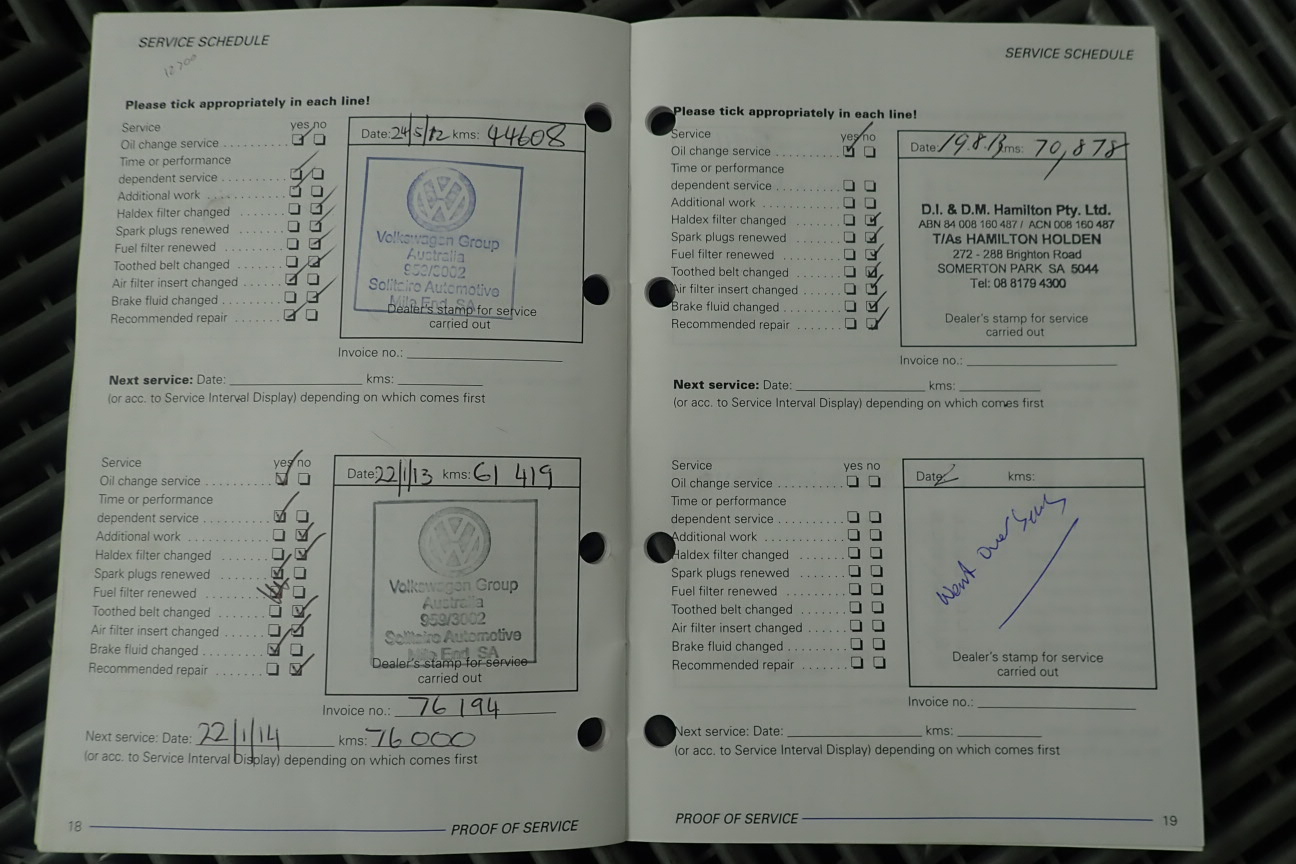 SERVICE SCHEDULE
12700
Please tick appropriately in each line!
Service yes no
Oil change service
Time or performance
dependent service
Additional work
Haldex filter changed
Spark plugs renewed
Fuel filter renewed
Toothed belt changed
Air filter insert changed
Brake fluid changed
Recommended repair
Date: 24/5/12 kms: 44608
Volkswagen Group
Australia
959/3002
Solitaire Automotive
Mile End SA
Dealer's stamp for service
carried out
Invoice no.:
Next service: Date: kms:
(or acc. to Service Interval Display) depending on which comes first
Service yes no
Oil change service
Time or performance
dependent service
Additional work
Haldex filter changed
Spark plugs renewed
Fuel filter renewed
Toothed belt changed
Air filter insert changed
Brake fluid changed
Recommended repair
Date: 22/1/13 kms: 61 419
Volkswagen Group
Australia
959/3002
Solitaire Automotive
Mile End SA
Dealer's stamp for service
carried out
Invoice no.: 76194
Next service: Date: 22/1/14 kms: 76000
(or acc. to Service Interval Display) depending on which comes first
18 PROOF OF SERVICE
SERVICE SCHEDULE
Please tick appropriately in each line!
Service yes no
Oil change service
Time or performance
dependent service
Additional work
Haldex filter changed
Spark plugs renewed
Fuel filter renewed
Toothed belt changed
Air filter insert changed
Brake fluid changed
Recommended repair
Date: 19.8.13 kms: 70,878
D.I. & D.M. Hamilton Pty. Ltd.
ABN 84 008 160 487 / ACN 008 160 487
T/As HAMILTON HOLDEN
272 - 288 Brighton Road
SOMERTON PARK SA 5044
Tel: 08 8179 4300
Dealer's stamp for service
carried out
Invoice no.:
Next service: Date: kms:
(or acc. to Service Interval Display) depending on which comes first
Service yes no
Oil change service
Time or performance
dependent service
Additional work
Haldex filter changed
Spark plugs renewed
Fuel filter renewed
Toothed belt changed
Air filter insert changed
Brake fluid changed
Recommended repair
Date: kms:
Went Over
Dealer's stamp for service
carried out
Invoice no.:
Next service: Date: kms:
(or acc. to Service Interval Display) depending on which comes first
PROOF OF SERVICE 19